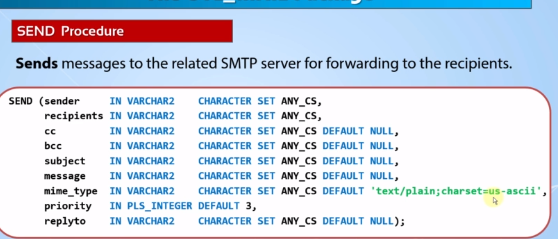 SEND Procedure
Sends messages to the related SMTP server for forwarding to the recipients.
SEND (sender IN VARCHAR2 CHARACTER SET ANY_CS,
recipients IN VARCHAR2 CHARACTER SET ANY_CS,
cc IN VARCHAR2 CHARACTER SET ANY_CS DEFAULT NULL,
bcc IN VARCHAR2 CHARACTER SET ANY_CS DEFAULT NULL,
subject IN VARCHAR2 CHARACTER SET ANY_CS DEFAULT NULL,
message IN VARCHAR2 CHARACTER SET ANY_CS DEFAULT NULL,
mime_type IN VARCHAR2 CHARACTER SET ANY_CS DEFAULT 'text/plain;charset=us-ascii',
priority IN PLS_INTEGER DEFAULT 3,
replyto IN VARCHAR2 CHARACTER SET ANY_CS DEFAULT NULL);